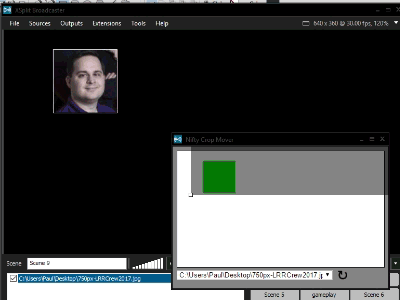 XSplit Broadcaster
File Sources Outputs Extensions Tools Help
640 x 360 @ 30.00 fps, 120%
Nifty Crop Mover
Scene Scene 9
C:\Users\Paul\Desktop\750px-LRRCrew2017.jpg
C:\Users\Paul\Desktop\750px-LRRCrew2017.jp
Scene 5 gameplay Scene 6